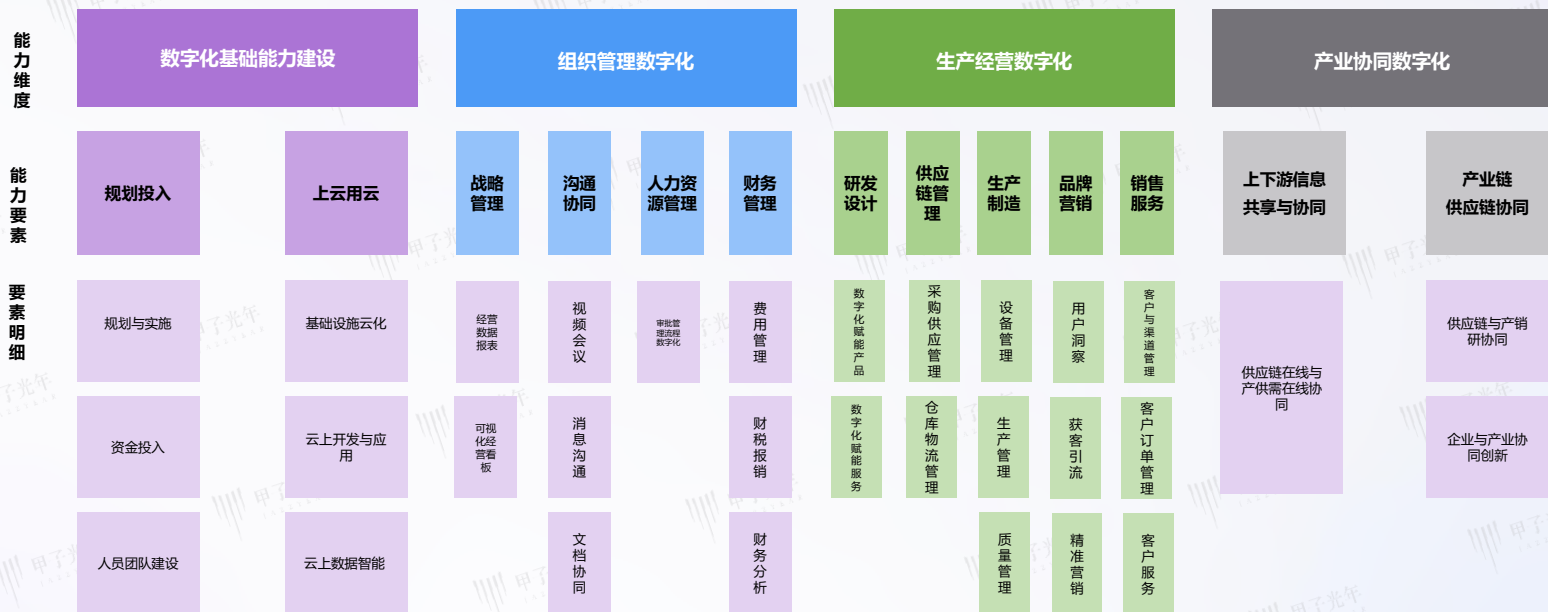 能力维度
数字化基础能力建设
组织管理数字化
生产经营数字化
产业协同数字化
能力要素
规划投入
上云用云
战略
管理
沟通
协同
人力资
源管理
财务
管理
研发
设计
供应
链管
理
生产
制造
品牌
营销
销售
服务
上下游信息
共享与协同
产业链
供应链协同
要素明细
规划与实施
基础设施云化
经营
数据
报表
视频会议
审批管
理流程
数字化
费用管理
数字化赋能产品
采购供应管理
设备管理
用户洞察
客户与渠道管理
供应链在线与
产供需在线协
同
供应链与产销
研协同
资金投入
云上开发与应
用
可视
化经
营看
板
消息沟通
财税报销
数字化赋能服务
仓库物流管理
生产管理
获客引流
客户订单管理
企业与产业协
同创新
人员团队建设
云上数据智能
文档协同
财务分析
质量管理
精准营销
客户服务
甲子光年